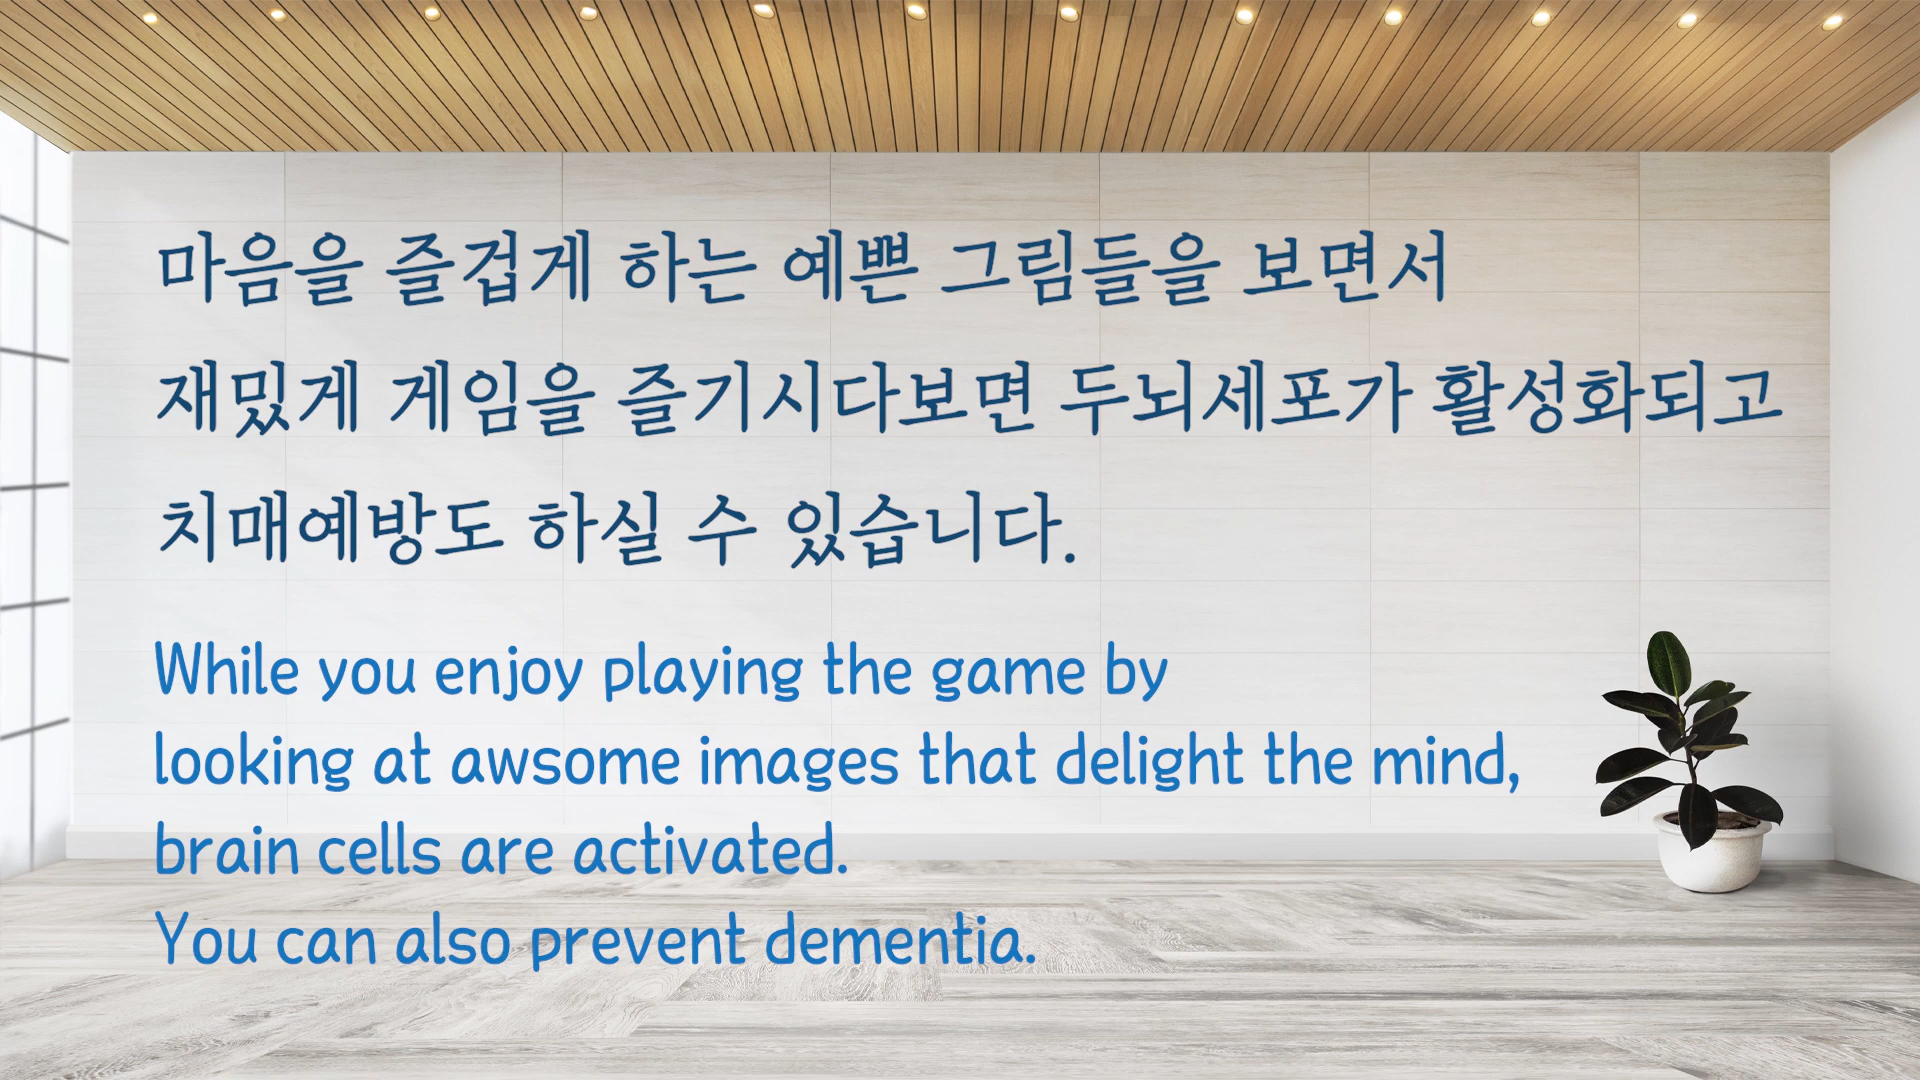 마음을 즐겁게 하는 예쁜 그림들을 보면서
재밌게 게임을 즐기시다보면 두뇌세포가 활성화되고
치매예방도 하실 수 있습니다.
While you enjoy playing the game by
looking at awsome images that delight the mind,
brain cells are activated.
You can also prevent dementia.